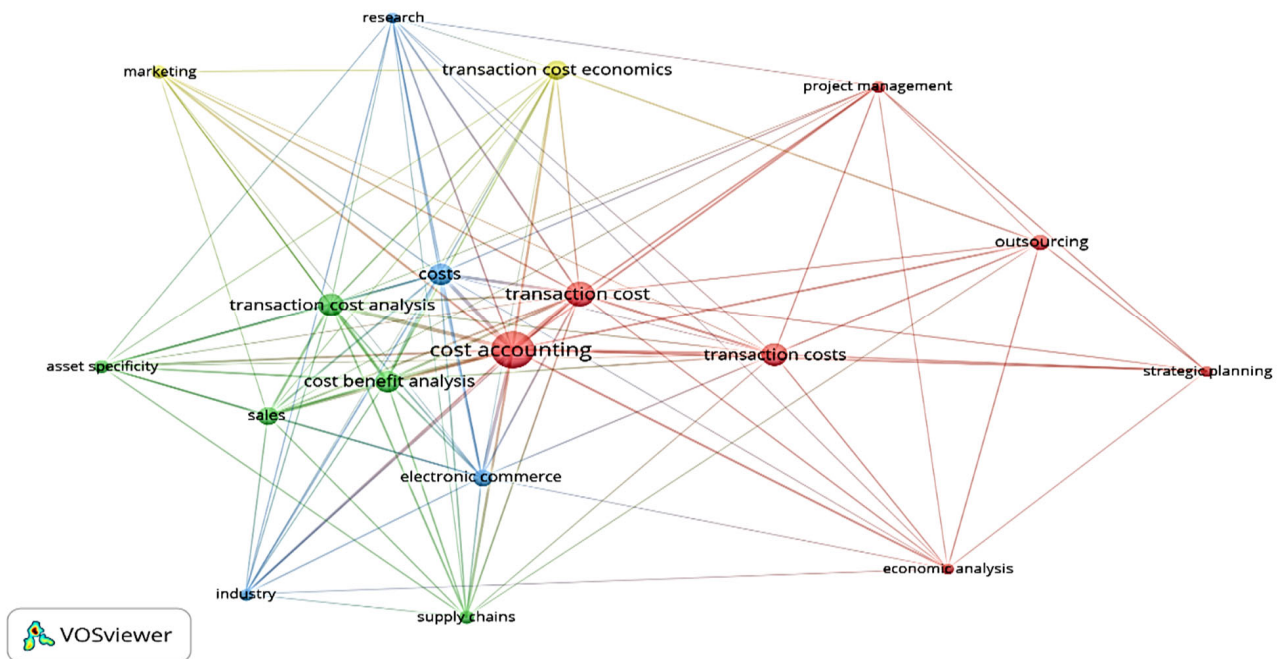 research
marketing
transaction cost economics
project management
outsourcing
costs
transaction cost
transaction cost analysis
cost accounting
transaction costs
asset specificity
strategic planning
cost benefit analysis
sales
electronic commerce
economic analysis
industry
supply chains
VOSviewer